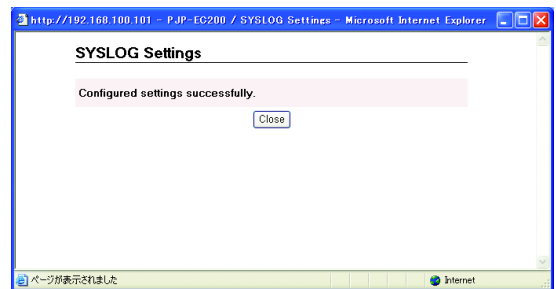 http://192.168.100.101 - PJP-EC200 / SYSLOG Settings - Microsoft Internet Explorer
SYSLOG Settings
Configured settings successfully.
Close
ページが表示されました
Internet